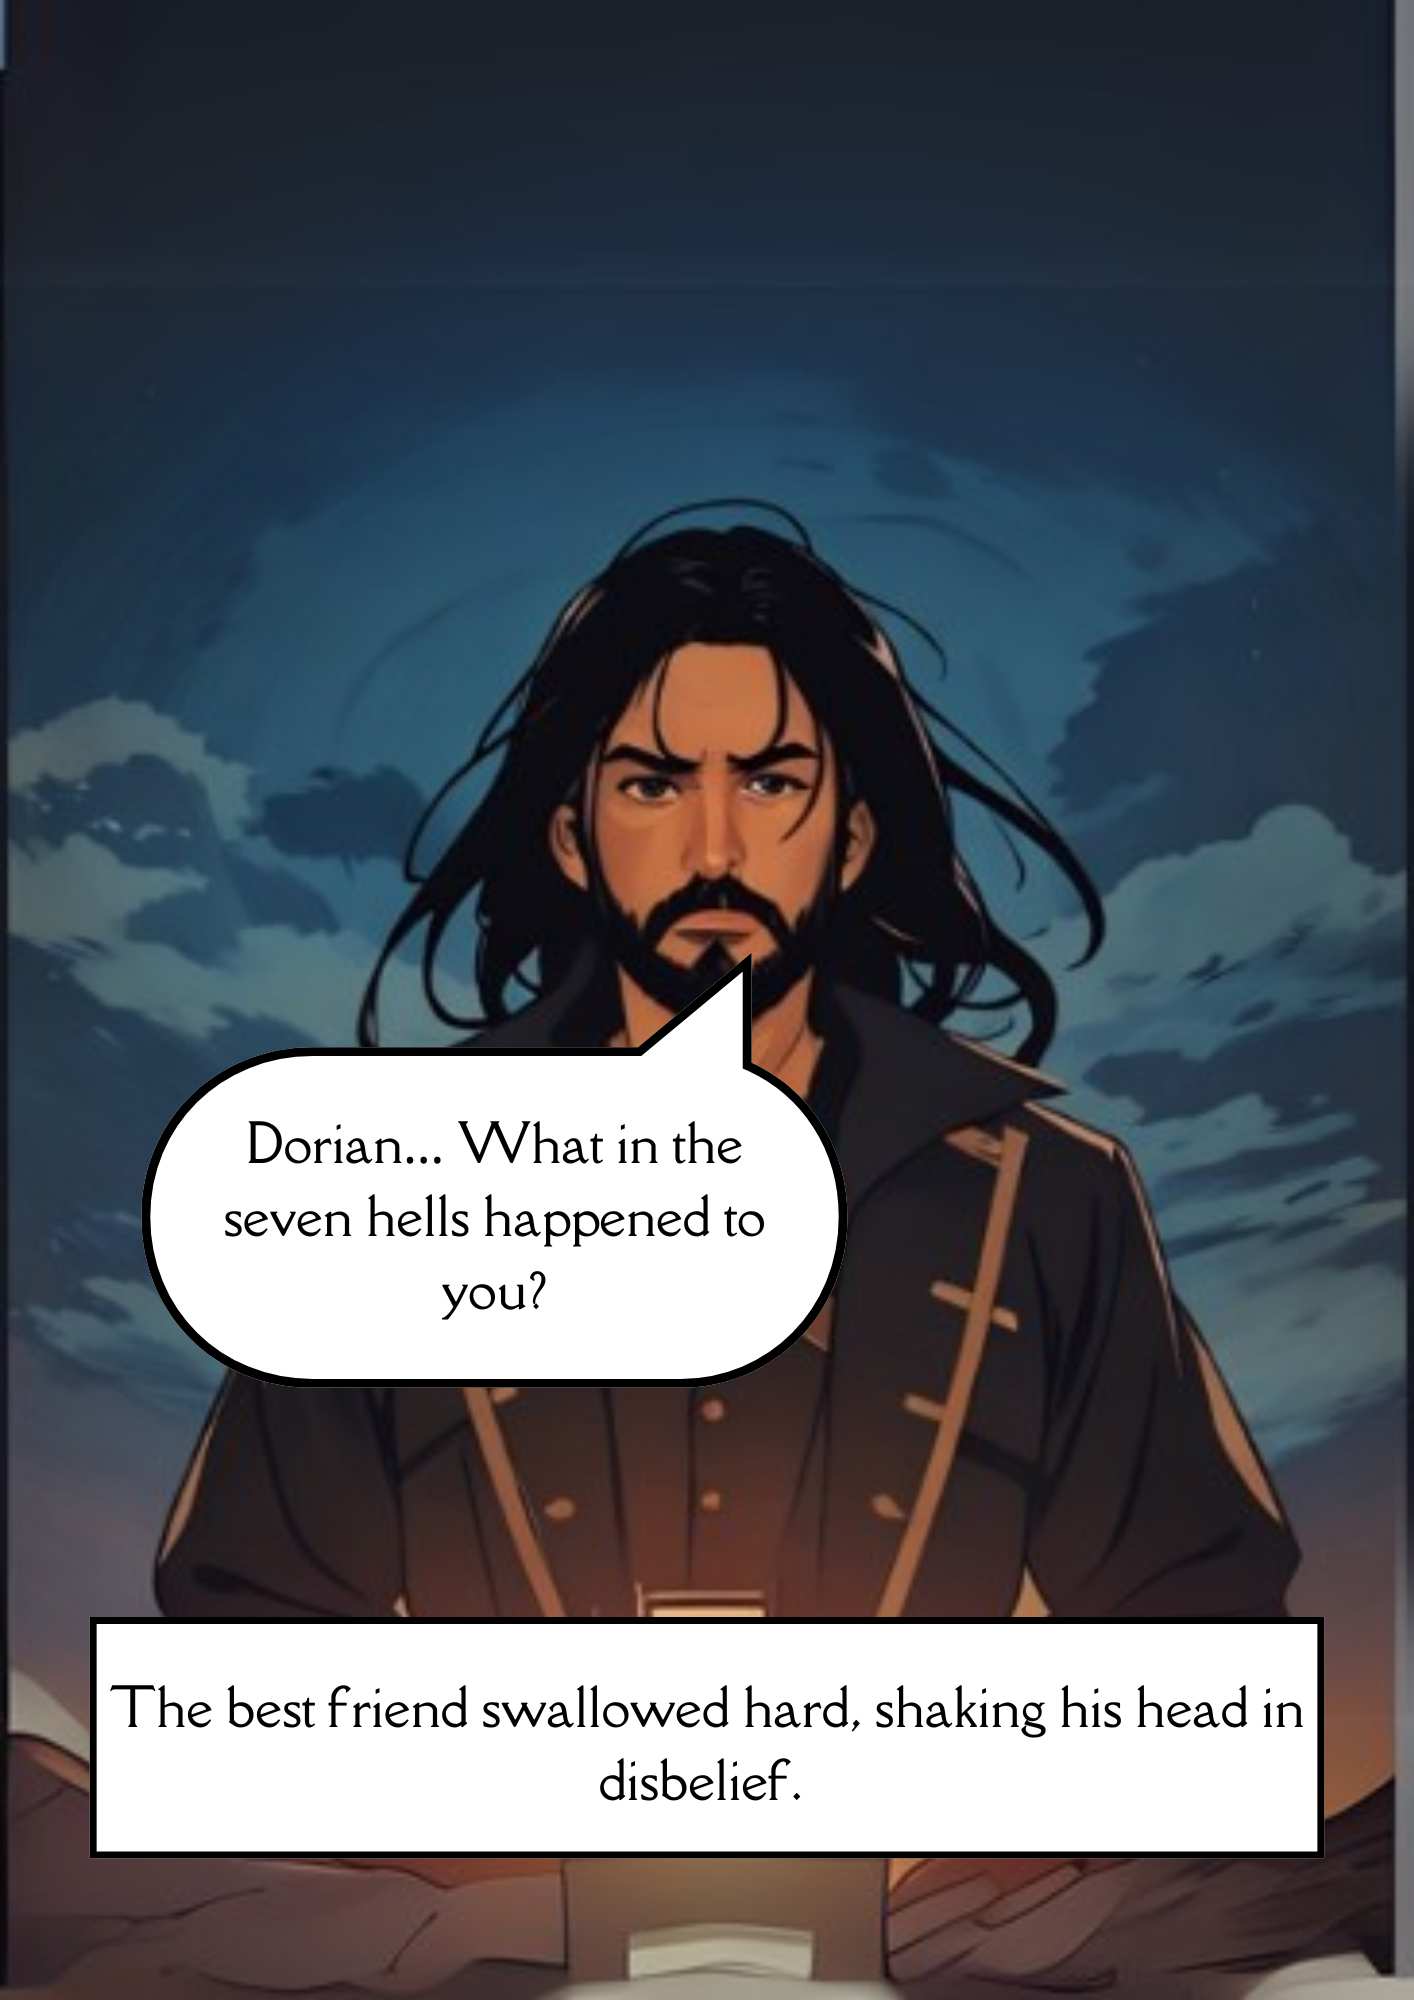 Dorian... What in the
seven hells happened to
you?
The best friend swallowed hard, shaking his head in
disbelief.